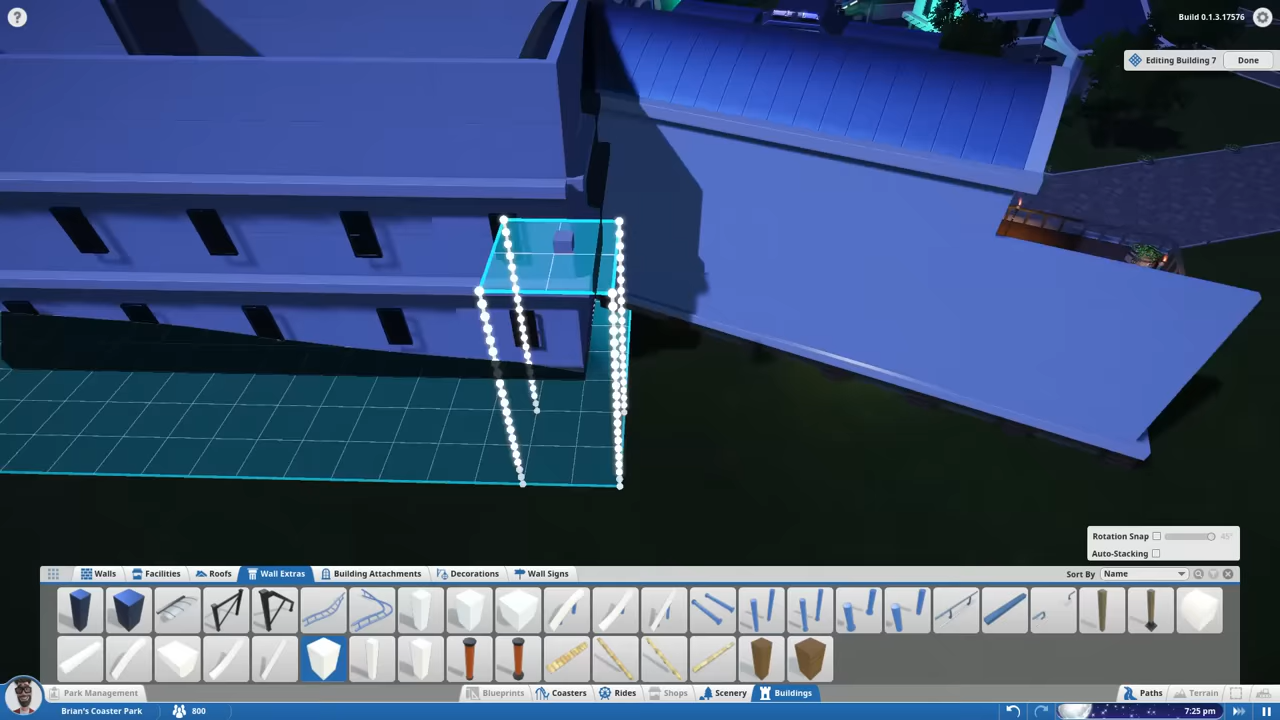 Build 0.1.3.17576
Editing Building 7 Done
Rotation Snap 45°
Auto-Stacking
Walls Facilities Roofs Wall Extras Building Attachments Decorations Wall Signs Sort By Name
Park Management Blueprints Coasters Rides Shops Scenery Buildings Paths Terrain
Brian's Coaster Park 800 7:25 pm